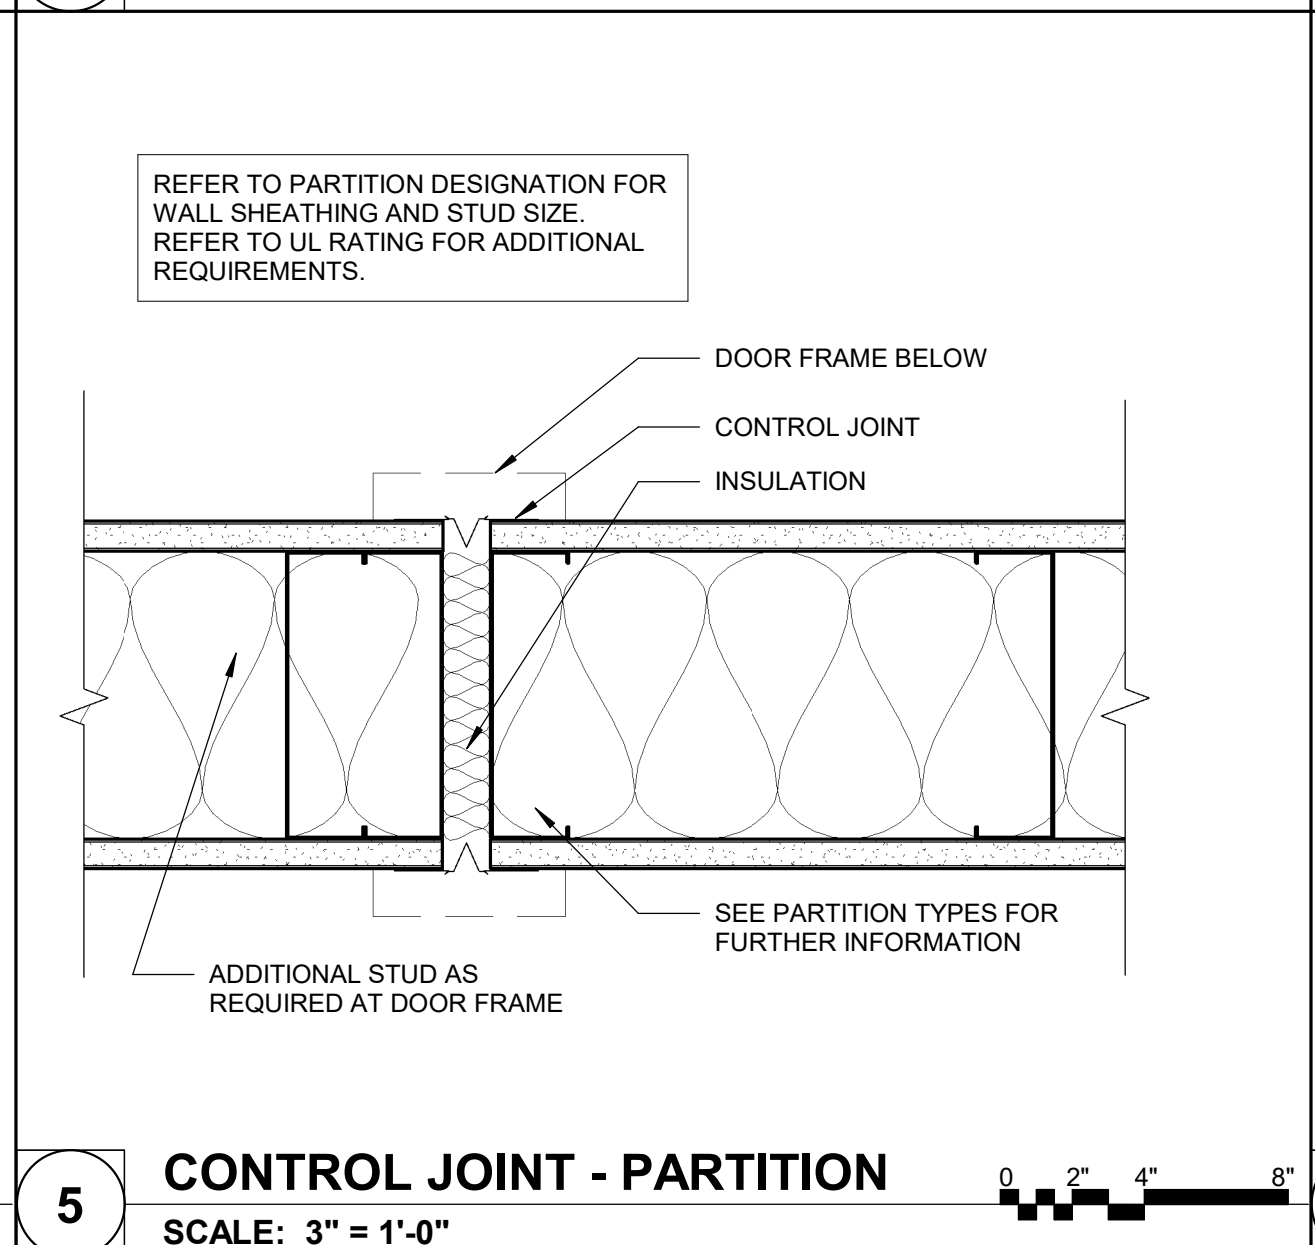 REFER TO PARTITION DESIGNATION FOR
WALL SHEATHING AND STUD SIZE.
REFER TO UL RATING FOR ADDITIONAL
REQUIREMENTS.
DOOR FRAME BELOW
CONTROL JOINT
INSULATION
SEE PARTITION TYPES FOR
FURTHER INFORMATION
ADDITIONAL STUD AS
REQUIRED AT DOOR FRAME
5
CONTROL JOINT - PARTITION
SCALE: 3" = 1'-0"
0 2" 4" 8"